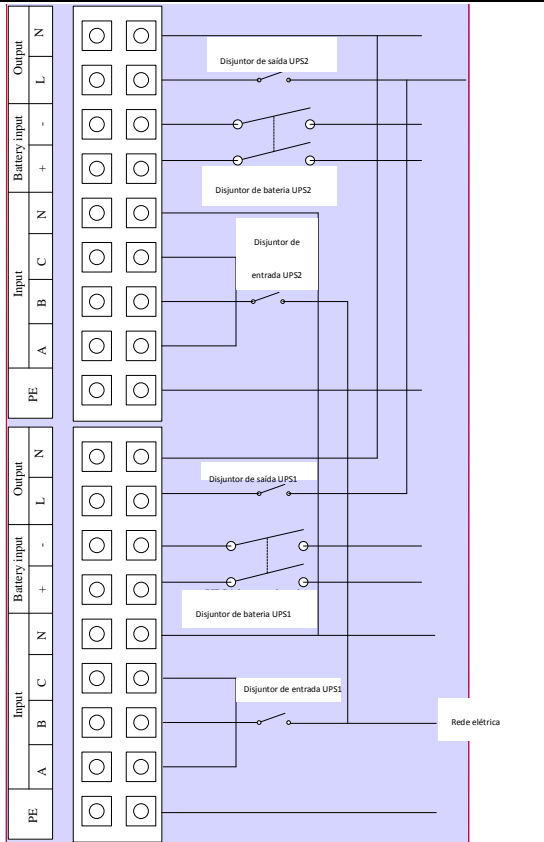 Output
N
L
Battery input
-
+
Input
N
C
B
A
PE
Disjuntor de saída UPS2
Disjuntor de bateria UPS2
Disjuntor de
entrada UPS2
Output
N
L
Battery input
-
+
Input
N
C
B
A
PE
Disjuntor de saída UPS1
Disjuntor de bateria UPS1
Disjuntor de entrada UPS1
Rede elétrica